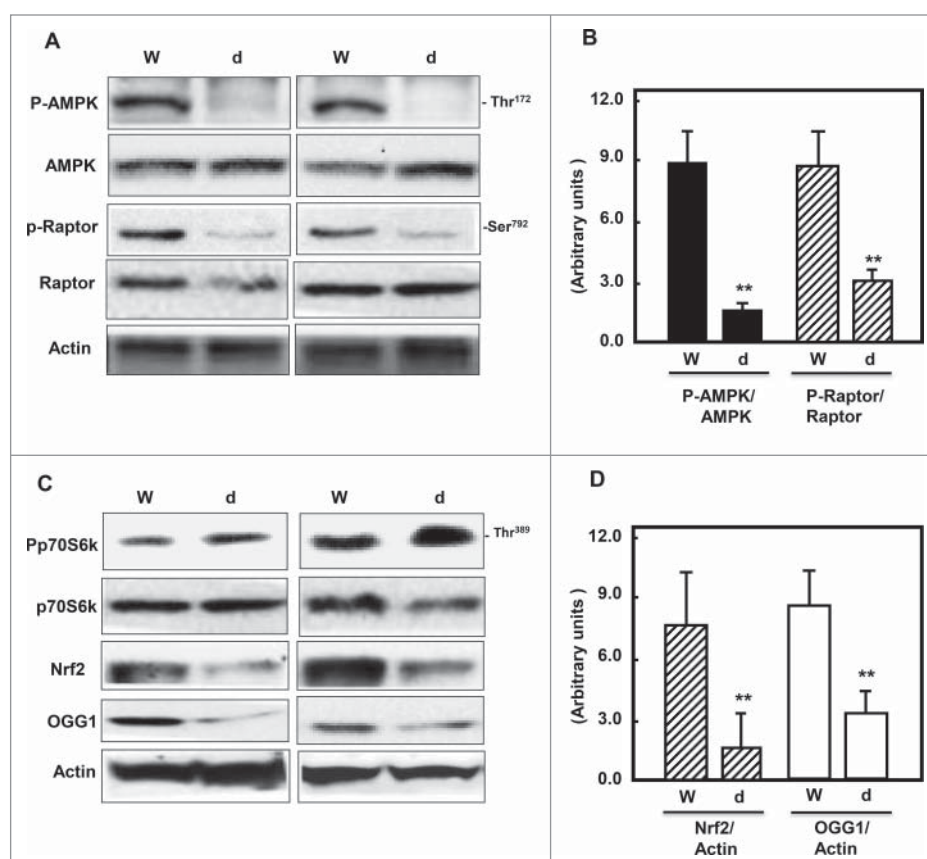 A
W d W d
P-AMPK - Thr172
AMPK
p-Raptor -Ser792
Raptor
Actin
B
(Arbitrary units )
12.0
9.0
6.0
3.0
0.0
** **
W d W d
P-AMPK/ P-Raptor/
AMPK Raptor
C
W d W d
Pp70S6k - Thr389
p70S6k
Nrf2
OGG1
Actin
D
(Arbitrary units )
12.0
9.0
6.0
3.0
0.0
** **
W d W d
Nrf2/ OGG1/
Actin Actin